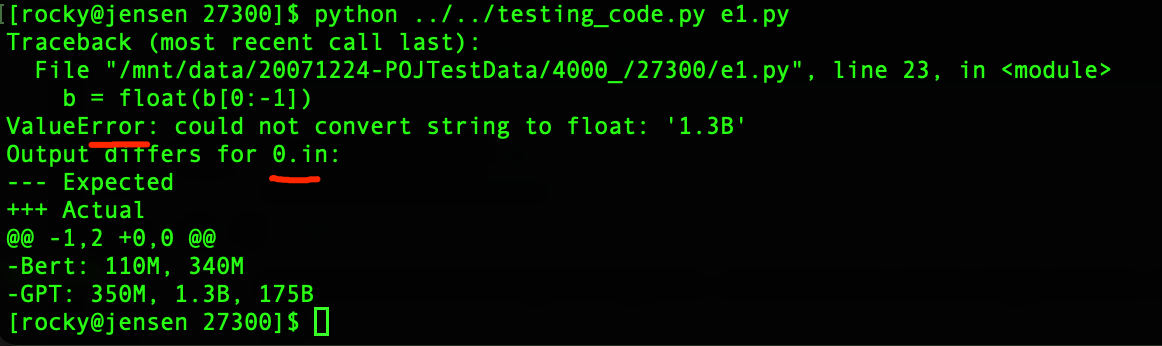 [[rocky@jensen 27300]$ python ../../testing_code.py e1.py
Traceback (most recent call last):
  File "/mnt/data/20071224-POJTestData/4000_/27300/e1.py", line 23, in <module>
    b = float(b[0:-1])
ValueError: could not convert string to float: '1.3B'
Output differs for 0.in:
--- Expected
+++ Actual
@@ -1,2 +0,0 @@
-Bert: 110M, 340M
-GPT: 350M, 1.3B, 175B
[rocky@jensen 27300]$